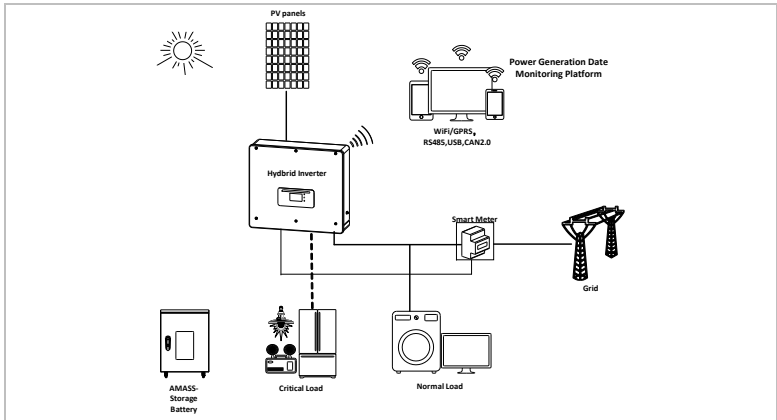 PV panels
Power Generation Date
Monitoring Platform
WiFi/GPRS,
RS485,USB,CAN2.0
Hydbrid Inverter
Smart Meter
Grid
AMASS-
Storage
Battery
Critical Load
Normal Load